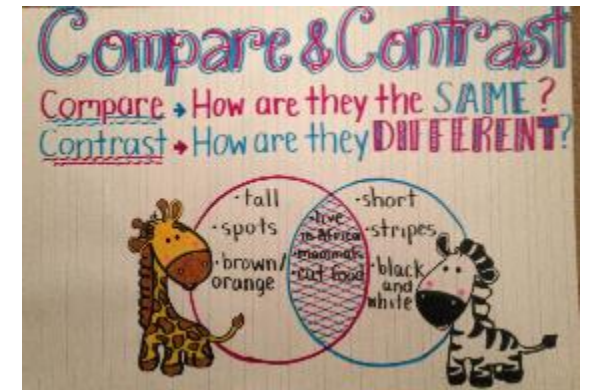 Compare & Contrast
Compare → How are they the SAME?
Contrast → How are they DIFFERENT?
• tall
• spots
• brown/
orange
• live
in Africa
• mammals
• eat food
• short
• stripes
• black
and
white